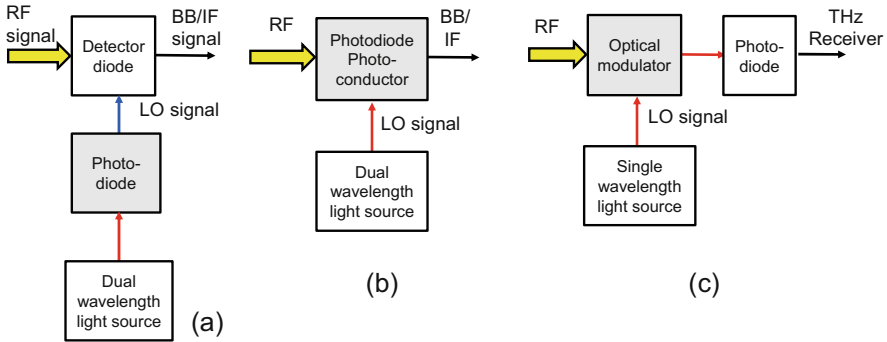 RF
signal
Detector
diode
BB/IF
signal
LO signal
Photo-
diode
Dual
wavelength
light source
(a)
RF
Photodiode
Photo-
conductor
BB/
IF
LO signal
Dual
wavelength
light source
(b)
RF
Optical
modulator
Photo-
diode
THz
Receiver
LO signal
Single
wavelength
light source
(c)